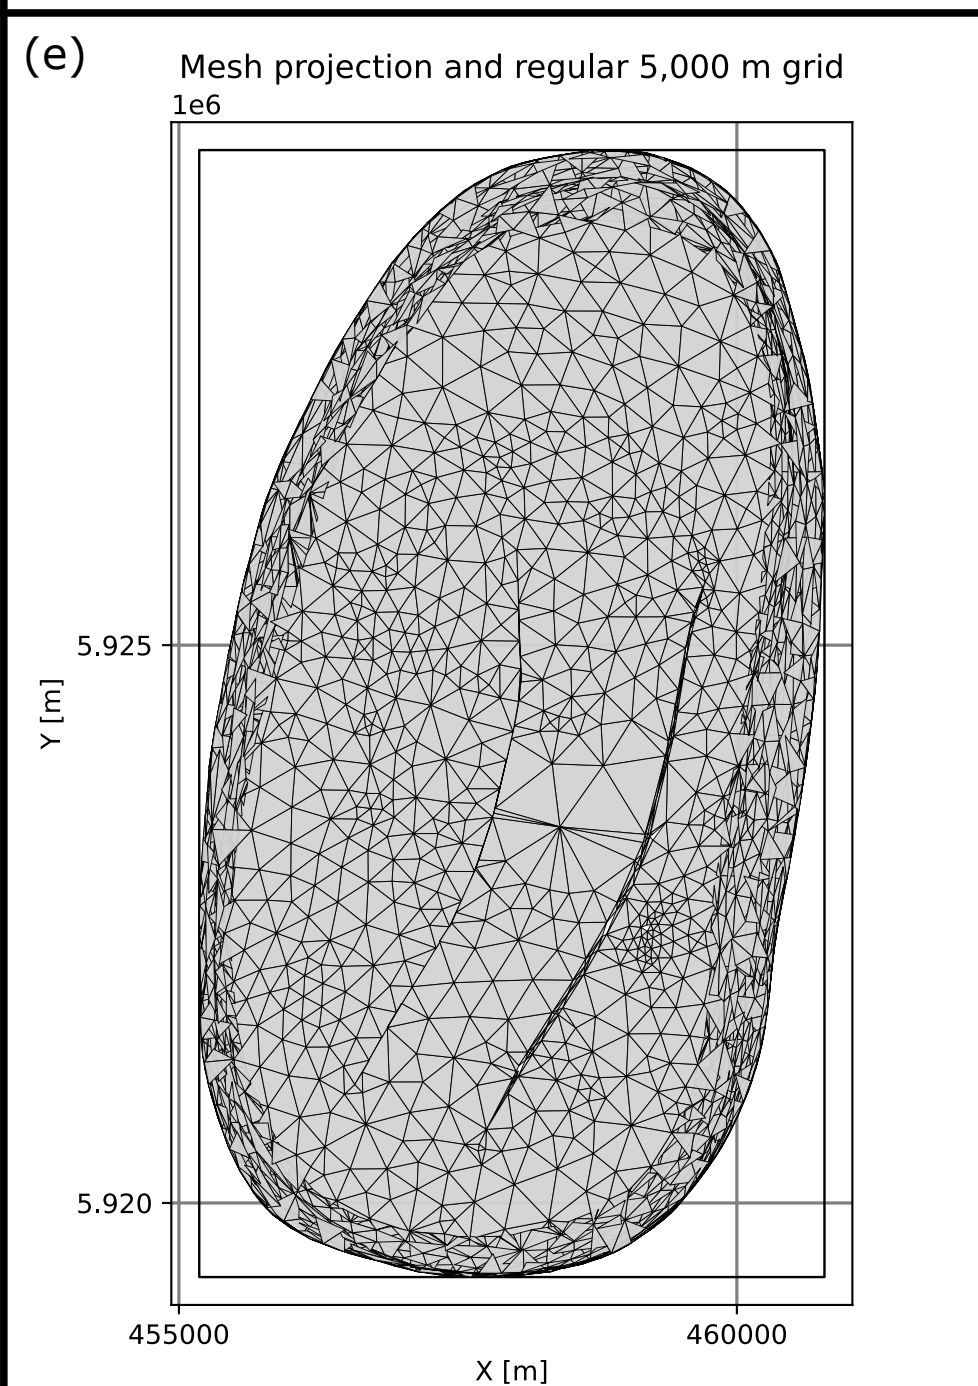 (e)
Mesh projection and regular 5,000 m grid
1e6
5.925
Y [m]
5.920
455000 460000
X [m]